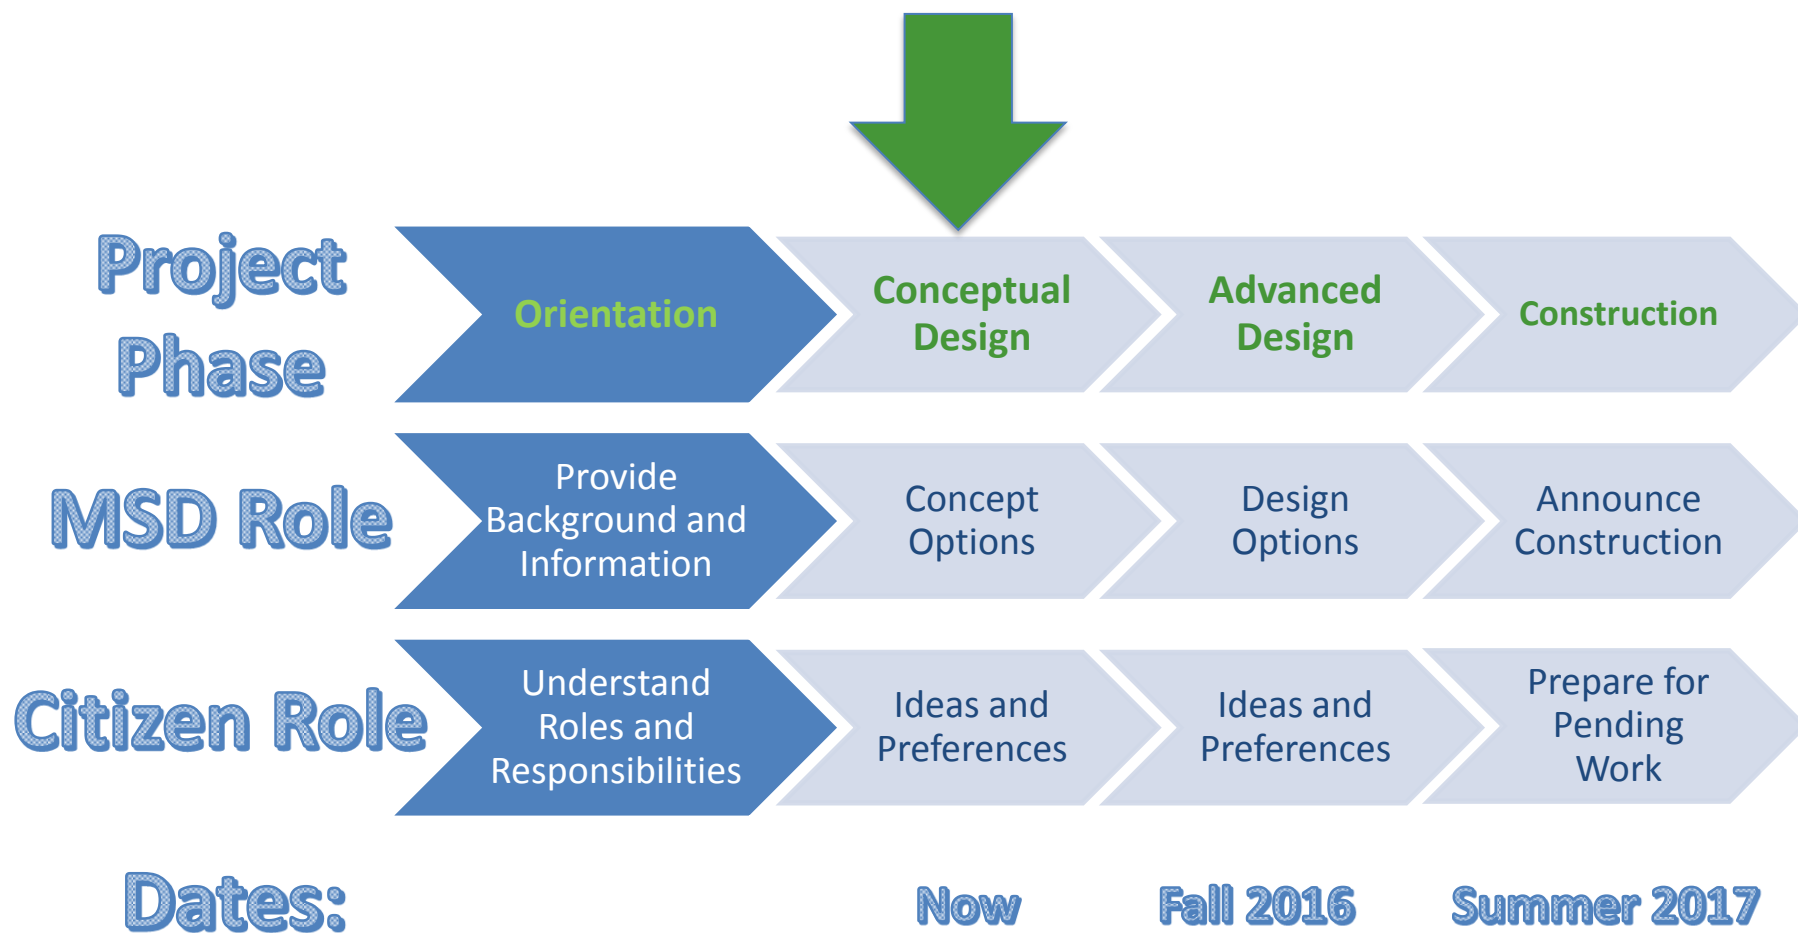 Project
Phase
Orientation
Conceptual
Design
Advanced
Design
Construction
MSD Role
Provide
Background and
Information
Concept
Options
Design
Options
Announce
Construction
Citizen Role
Understand
Roles and
Responsibilities
Ideas and
Preferences
Ideas and
Preferences
Prepare for
Pending
Work
Dates:
Now
Fall 2016
Summer 2017